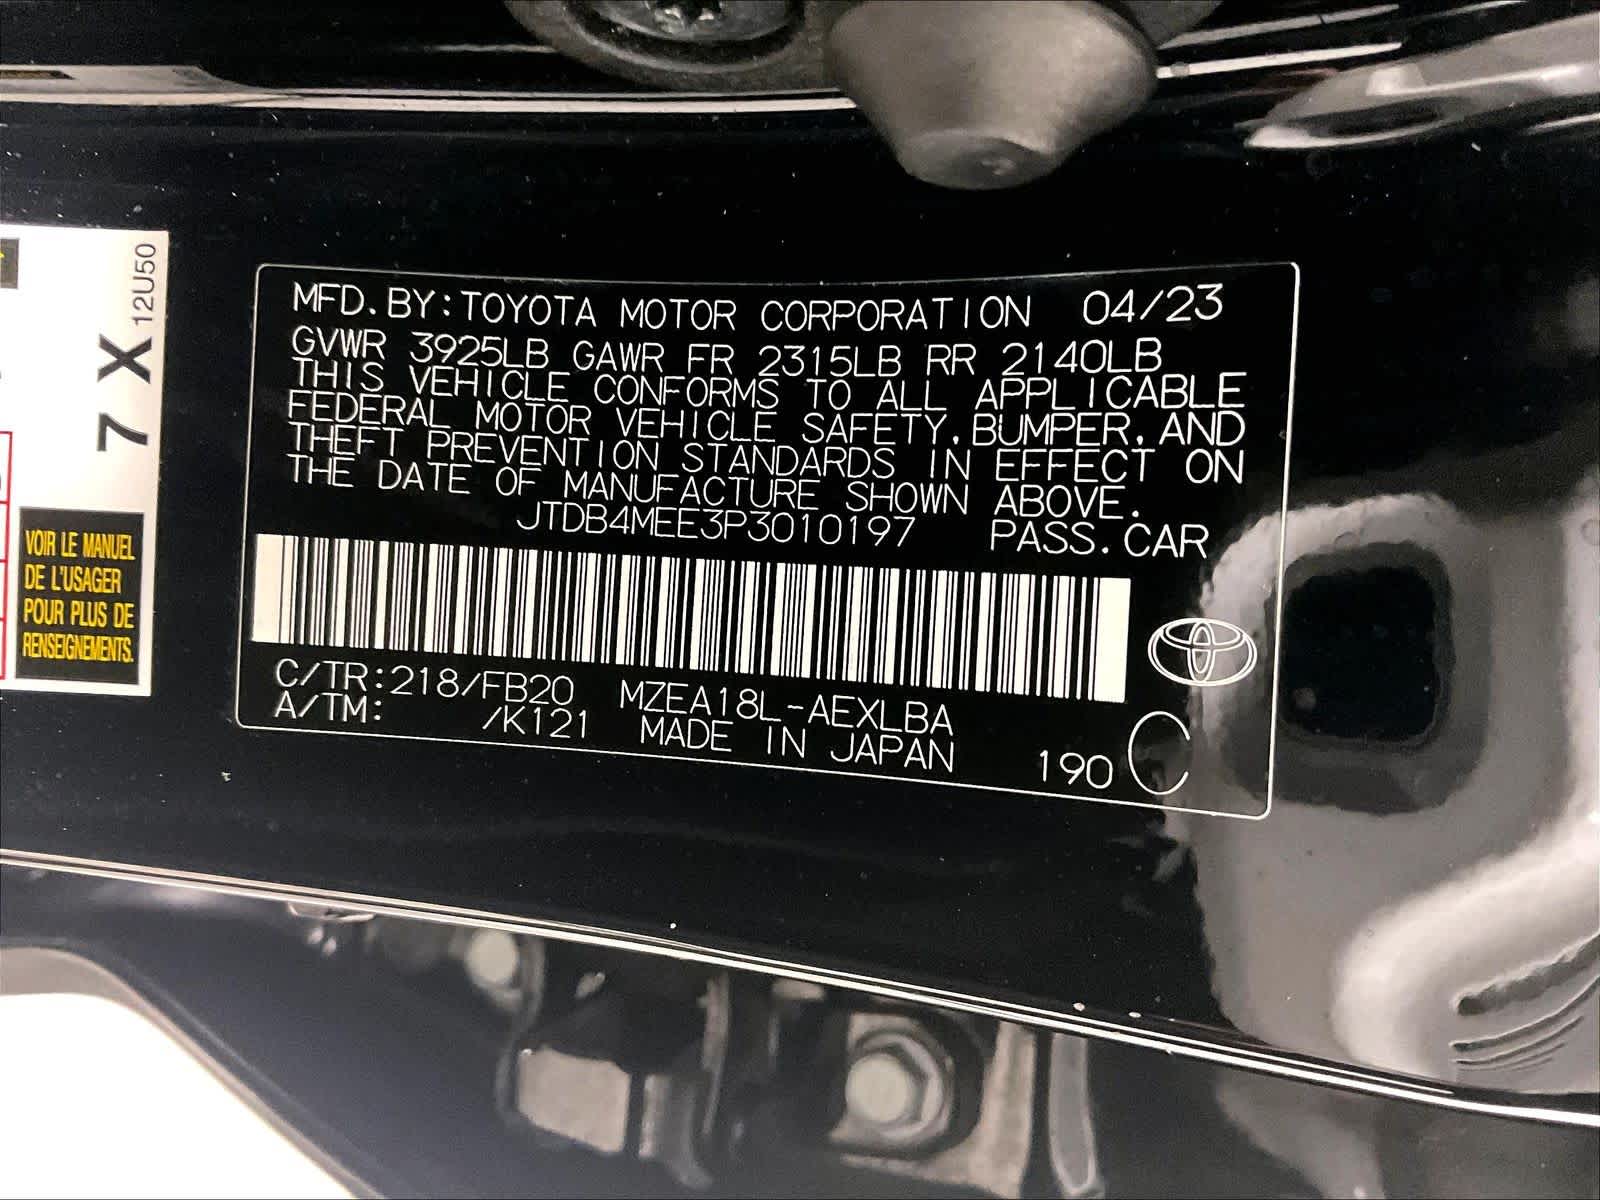 MFD.BY:TOYOTA MOTOR CORPORATION 04/23
GVWR 3925LB GAWR FR 2315LB RR 2140LB
THIS VEHICLE CONFORMS TO ALL APPLICABLE
FEDERAL MOTOR VEHICLE SAFETY,BUMPER,AND
THEFT PREVENTION STANDARDS IN EFFECT ON
THE DATE OF MANUFACTURE SHOWN ABOVE.
JTDB4MEE3P3010197 PASS.CAR
C/TR:218/FB20 MZEA18L-AEXLBA
A/TM: /K121 MADE IN JAPAN
190 C
7 X 12U50
VOIR LE MANUEL
DE L'USAGER
POUR PLUS DE
RENSEIGNEMENTS.